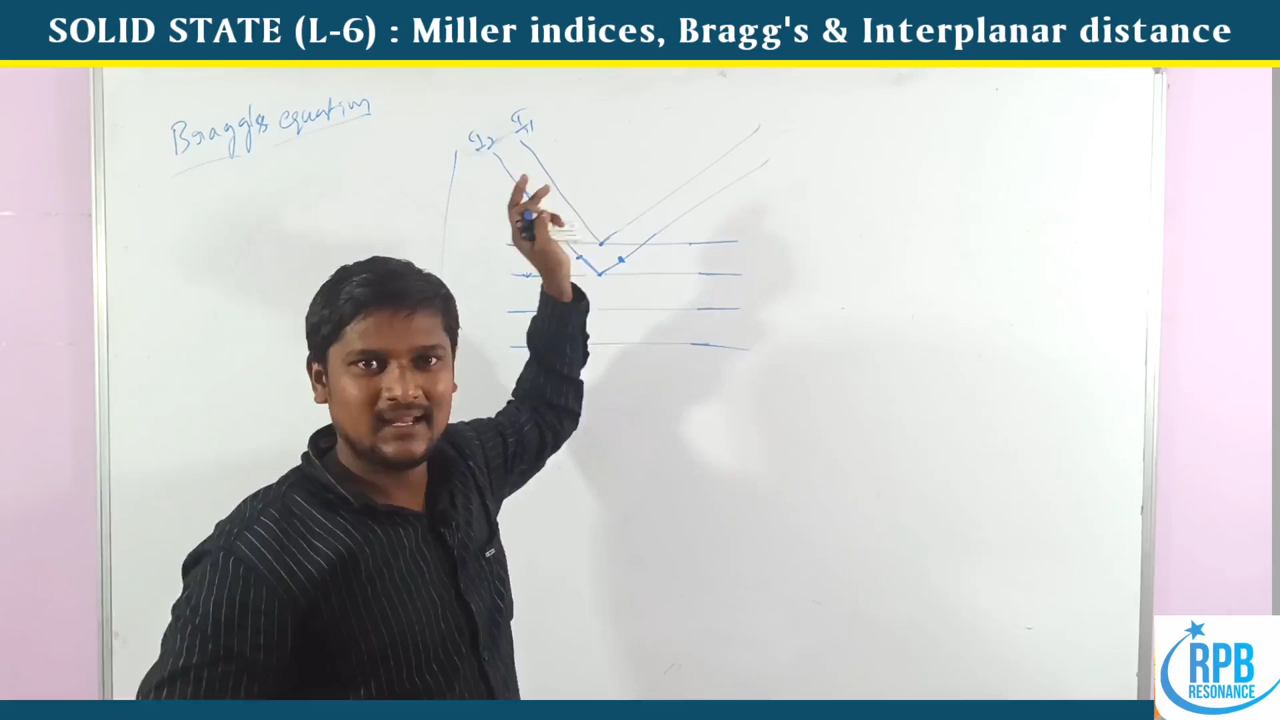 SOLID STATE (L-6) : Miller indices, Bragg's & Interplanar distance
Bragg's equation
I₂ I₁
RPB
RESONANCE